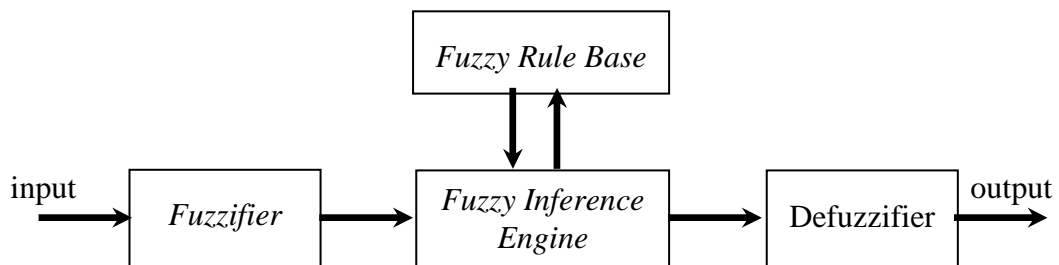 Fuzzy Rule Base
input
Fuzzifier
Fuzzy Inference
Engine
Defuzzifier
output